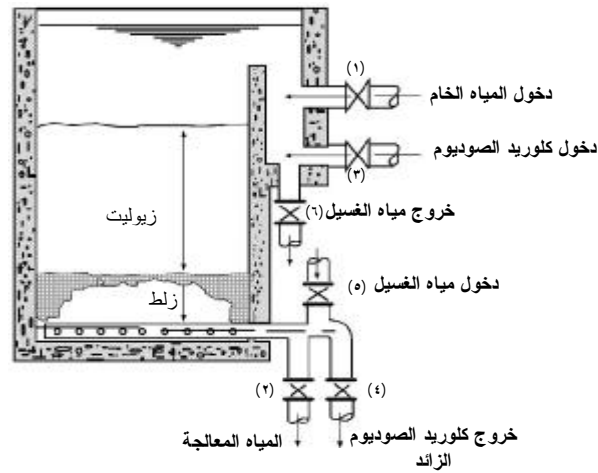 (١)
دخول المياه الخام
دخول كلوريد الصوديوم
(٣)
زيوليت
خروج مياه الغسيل (٦)
دخول مياه الغسيل (٥)
زلط
(٢)
(٤)
المياه المعالجة
خروج كلوريد الصوديوم
الزائد